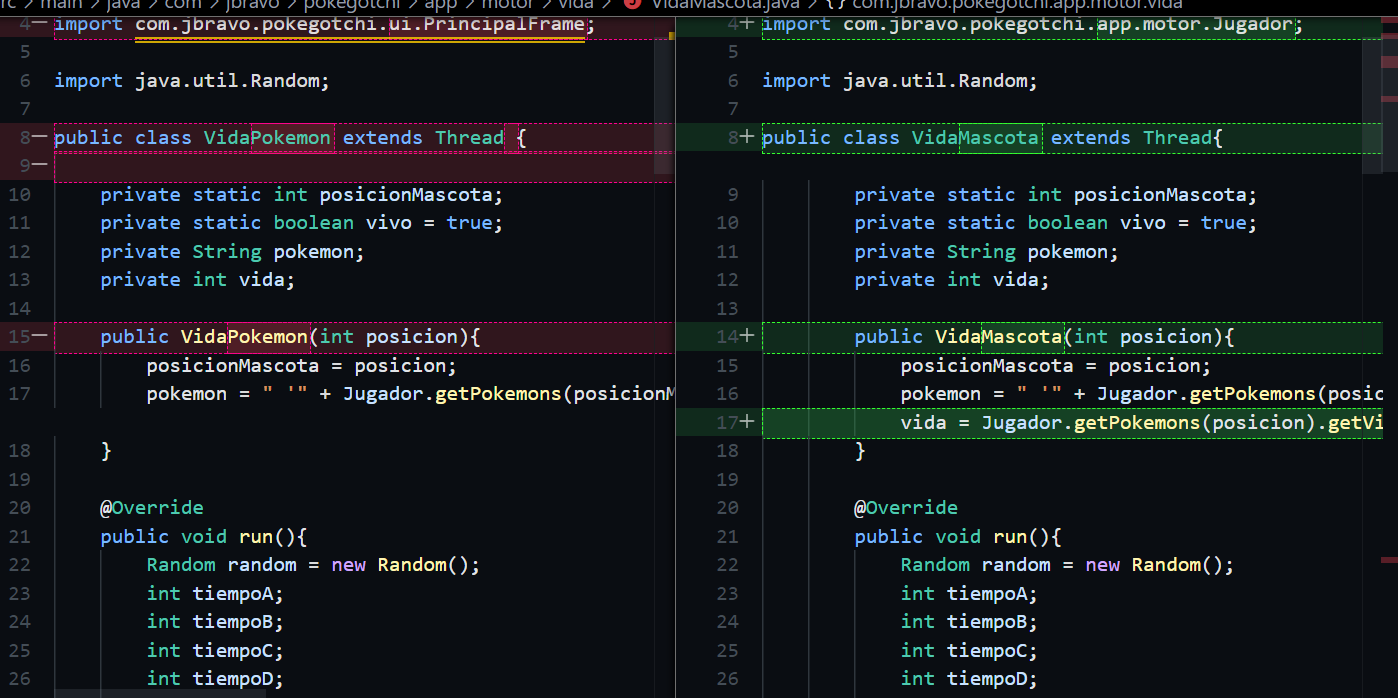 rc > main > java > com > jbravo > pokegotchi > app > motor > vida > VidaMascota.java > {} com.jbravo.pokegotchi.app.motor.vida
4— import com.jbravo.pokegotchi.ui.PrincipalFrame;
5
6 import java.util.Random;
7
8— public class VidaPokemon extends Thread {
9—
10 private static int posicionMascota;
11 private static boolean vivo = true;
12 private String pokemon;
13 private int vida;
14
15— public VidaPokemon(int posicion){
16 posicionMascota = posicion;
17 pokemon = " '" + Jugador.getPokemons(posicionM
18 }
19
20 @Override
21 public void run(){
22 Random random = new Random();
23 int tiempoA;
24 int tiempoB;
25 int tiempoC;
26 int tiempoD;
4+ import com.jbravo.pokegotchi.app.motor.Jugador;
5
6 import java.util.Random;
7
8+ public class VidaMascota extends Thread{
9 private static int posicionMascota;
10 private static boolean vivo = true;
11 private String pokemon;
12 private int vida;
13
14+ public VidaMascota(int posicion){
15 posicionMascota = posicion;
16 pokemon = " '" + Jugador.getPokemons(posic
17+ vida = Jugador.getPokemons(posicion).getVi
18 }
19
20 @Override
21 public void run(){
22 Random random = new Random();
23 int tiempoA;
24 int tiempoB;
25 int tiempoC;
26 int tiempoD;